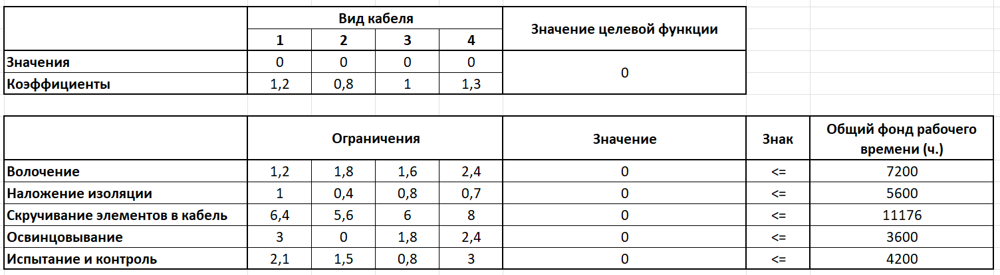 Вид кабеля
Значение целевой функции
1 2 3 4
Значения 0 0 0 0
0
Коэффициенты 1,2 0,8 1 1,3
Ограничения Значение Знак Общий фонд рабочего
времени (ч.)
Волочение 1,2 1,8 1,6 2,4 0 <= 7200
Наложение изоляции 1 0,4 0,8 0,7 0 <= 5600
Скручивание элементов в кабель 6,4 5,6 6 8 0 <= 11176
Освинцовывание 3 0 1,8 2,4 0 <= 3600
Испытание и контроль 2,1 1,5 0,8 3 0 <= 4200